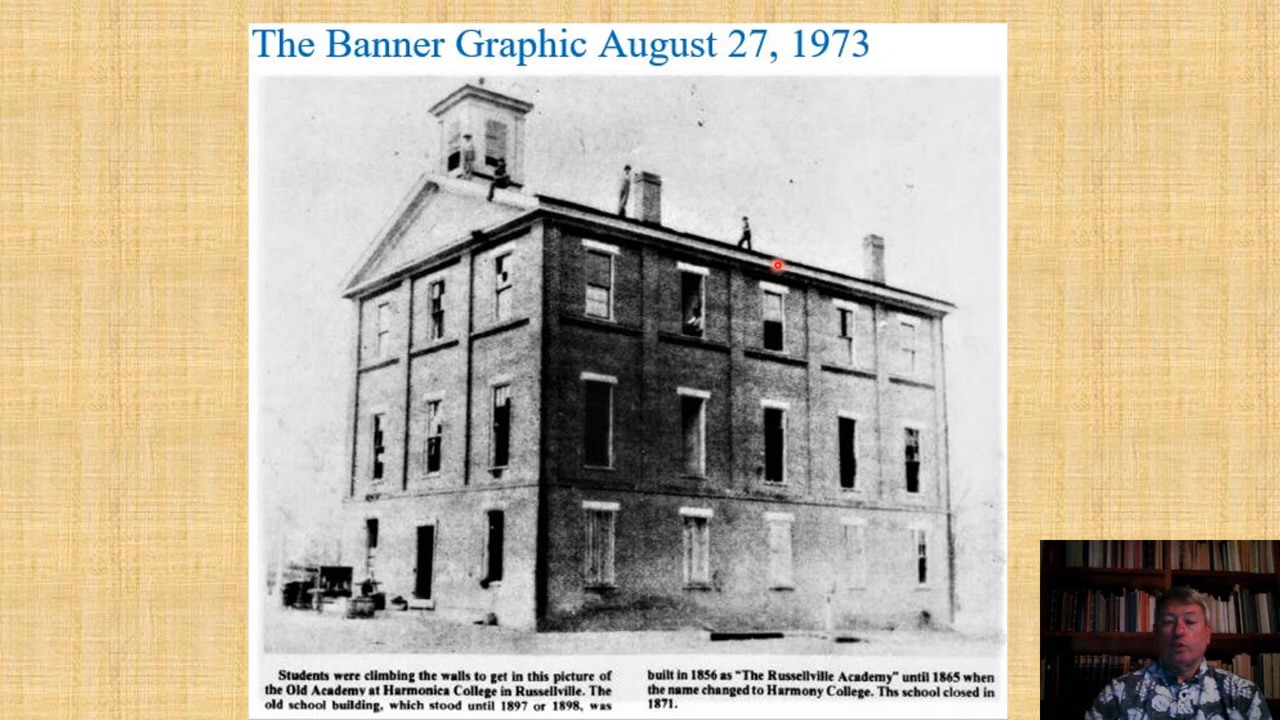 The Banner Graphic August 27, 1973
Students were climbing the walls to get in this picture of
the Old Academy at Harmonica College in Russellville. The
old school building, which stood until 1897 or 1898, was
built in 1856 as "The Russellville Academy" until 1865 when
the name changed to Harmony College. Ths school closed in
1871.